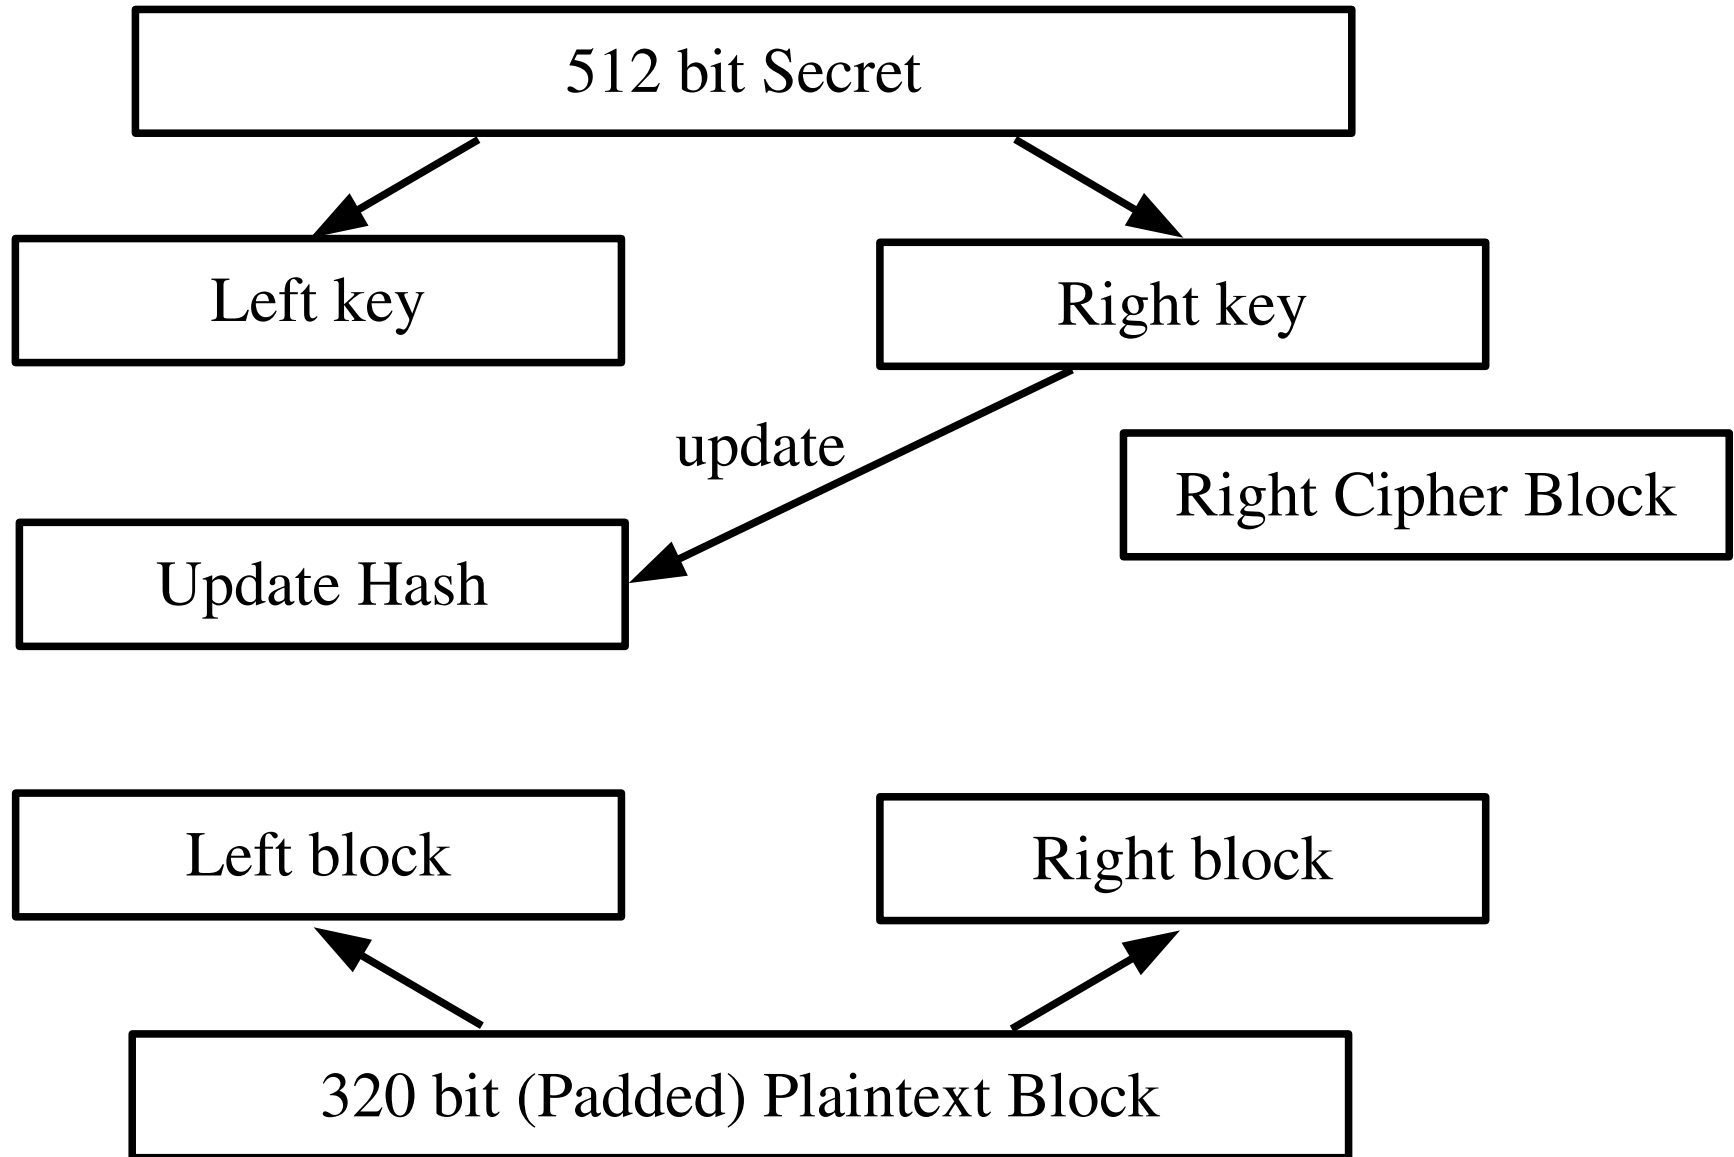 512 bit Secret
Left key
Right key
update
Right Cipher Block
Update Hash
Left block
Right block
320 bit (Padded) Plaintext Block